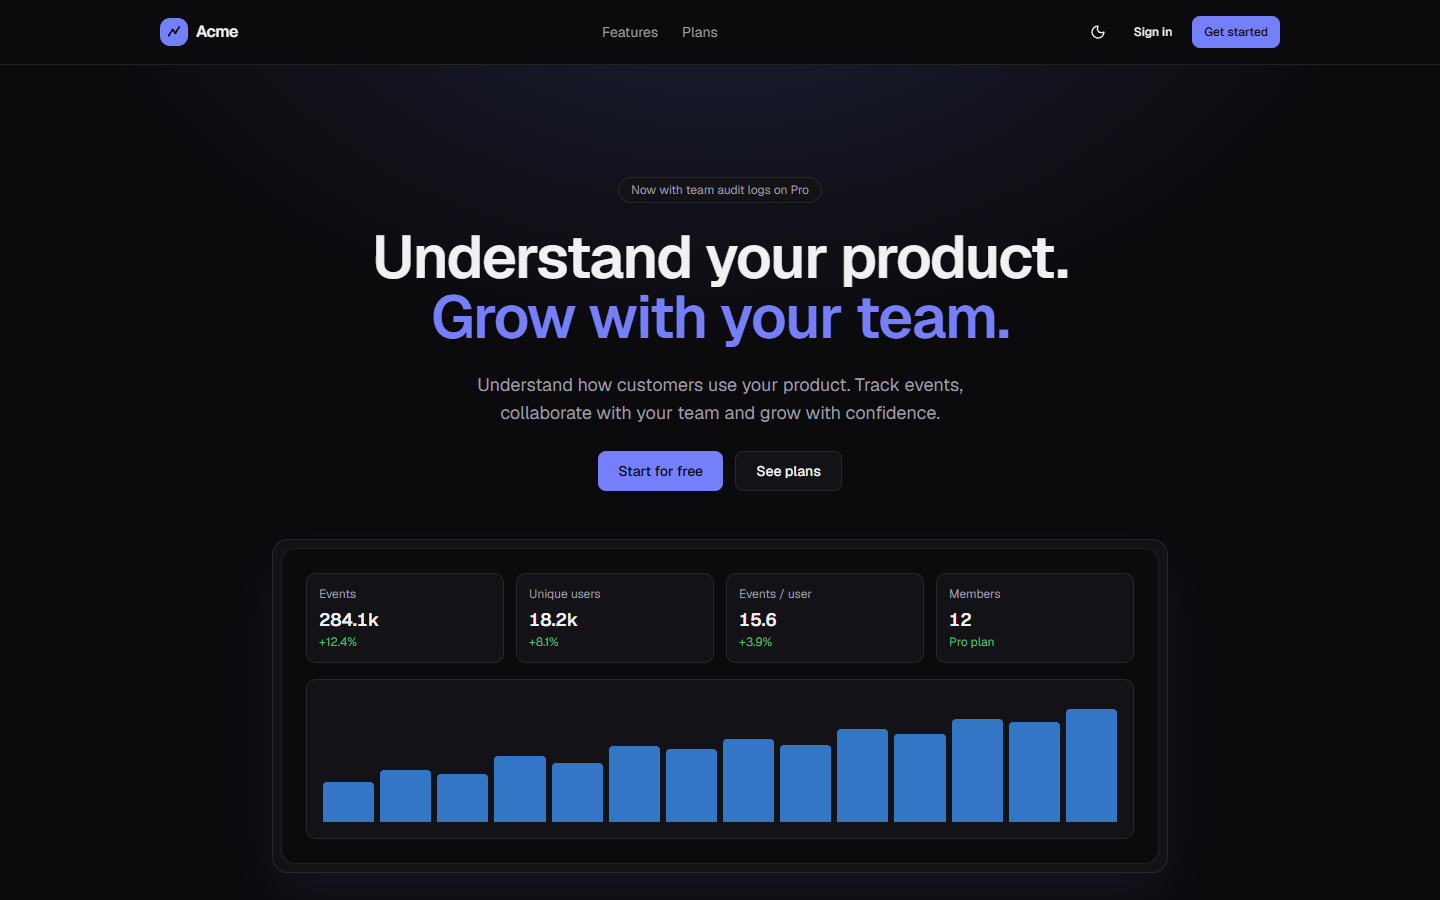 Acme
Features
Plans
Sign in
Get started
Now with team audit logs on Pro
Understand your product.
Grow with your team.
Understand how customers use your product. Track events,
collaborate with your team and grow with confidence.
Start for free
See plans
Events
284.1k
+12.4%
Unique users
18.2k
+8.1%
Events / user
15.6
+3.9%
Members
12
Pro plan